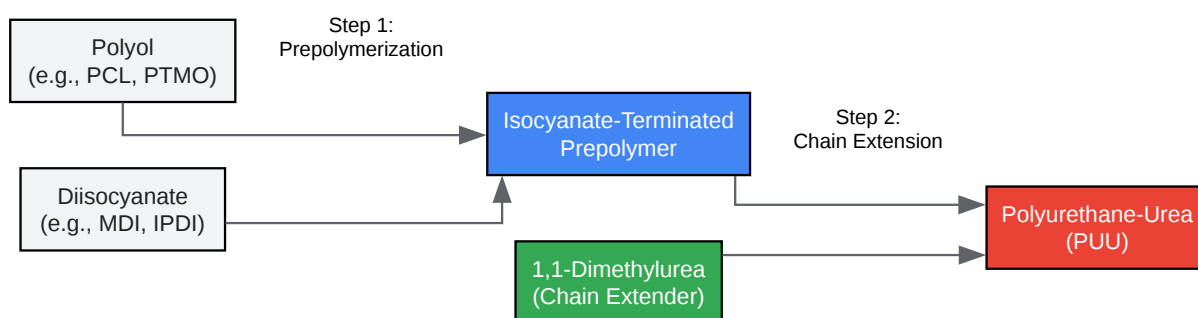 Polyol
(e.g., PCL, PTMO)
Step 1:
Prepolymerization
Isocyanate-Terminated
Prepolymer
Step 2:
Chain Extension
Diisocyanate
(e.g., MDI, IPDI)
Polyurethane-Urea
(PUU)
1,1-Dimethylurea
(Chain Extender)